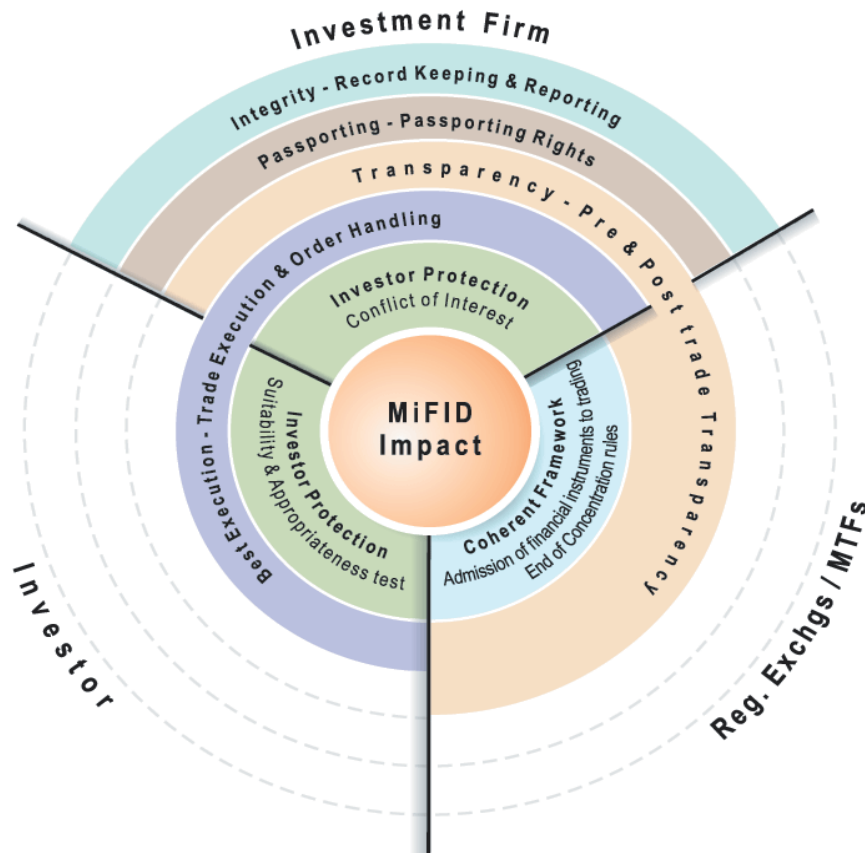 Investment Firm
Integrity - Record Keeping & Reporting
Passporting - Passporting Rights
Transparency - Pre & Post trade Transparency
Best Execution - Trade Execution & Order Handling
Investor Protection
Conflict of Interest
MiFID
Impact
Investor Protection
Suitability & Appropriateness test
Coherent Framework
Admission of financial instruments to trading
End of Concentration rules
Investor
Reg. Exchgs / MTFs